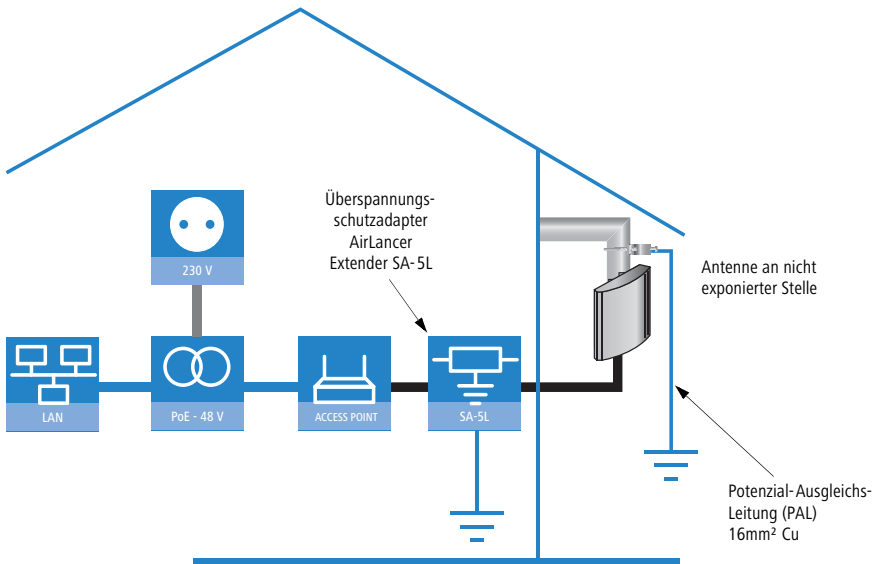 Überspannungs-
schutzadapter
AirLancer
Extender SA-5L
230 V
Antenne an nicht
exponierter Stelle
LAN
PoE - 48 V
ACCESS POINT
SA-5L
Potenzial-Ausgleichs-
Leitung (PAL)
16mm² Cu